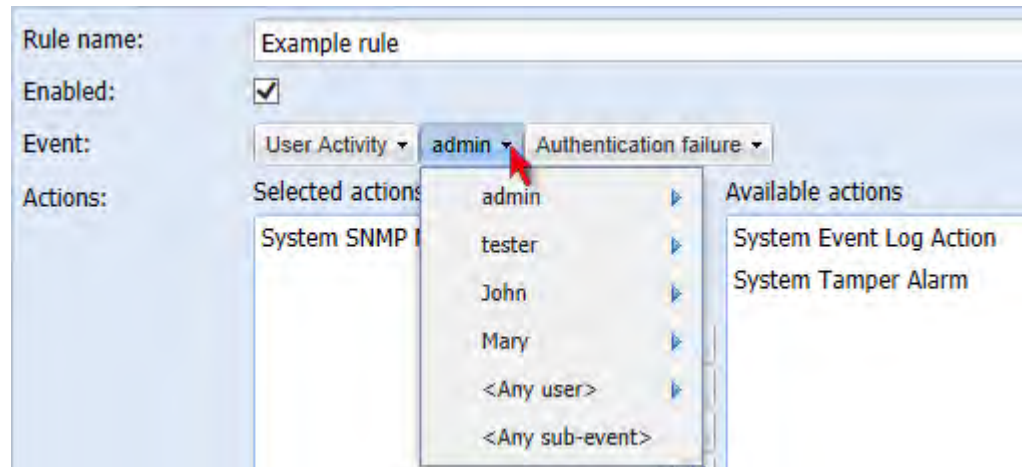 Rule name: Example rule
Enabled:
Event: User Activity admin Authentication failure
Actions: Selected actions Available actions
admin
System SNMP System Event Log Action
tester
System Tamper Alarm
John
Mary
<Any user>
<Any sub-event>